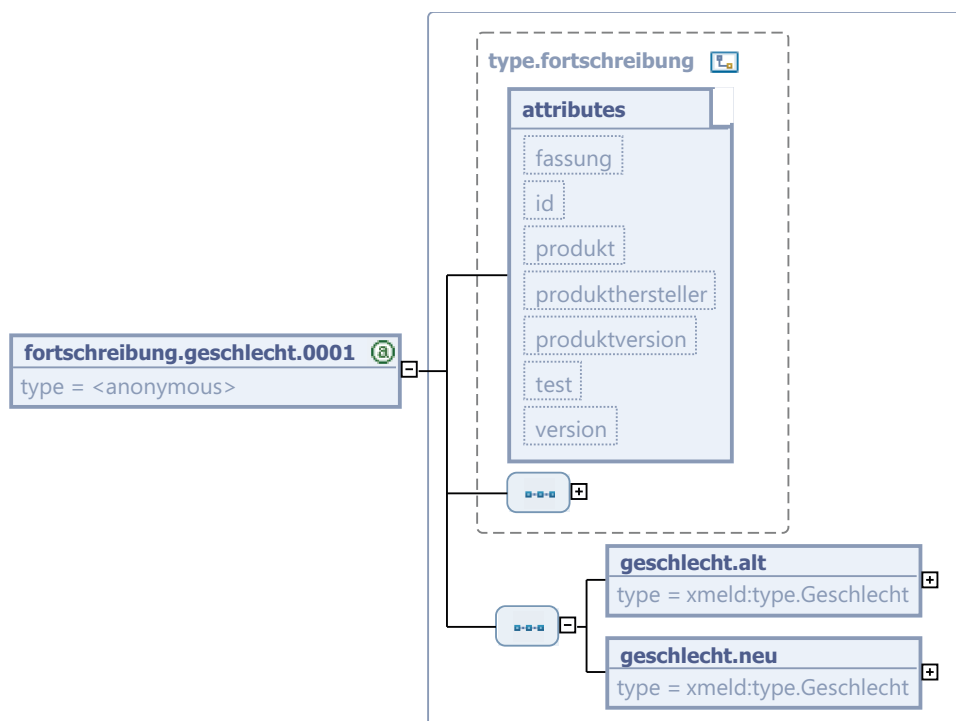 type.fortschreibung
attributes
fassung
id
produkt
produkthersteller
produktversion
test
version
fortschreibung.geschlecht.0001 a
type = <anonymous>
geschlecht.alt
type = xmeld:type.Geschlecht
geschlecht.neu
type = xmeld:type.Geschlecht